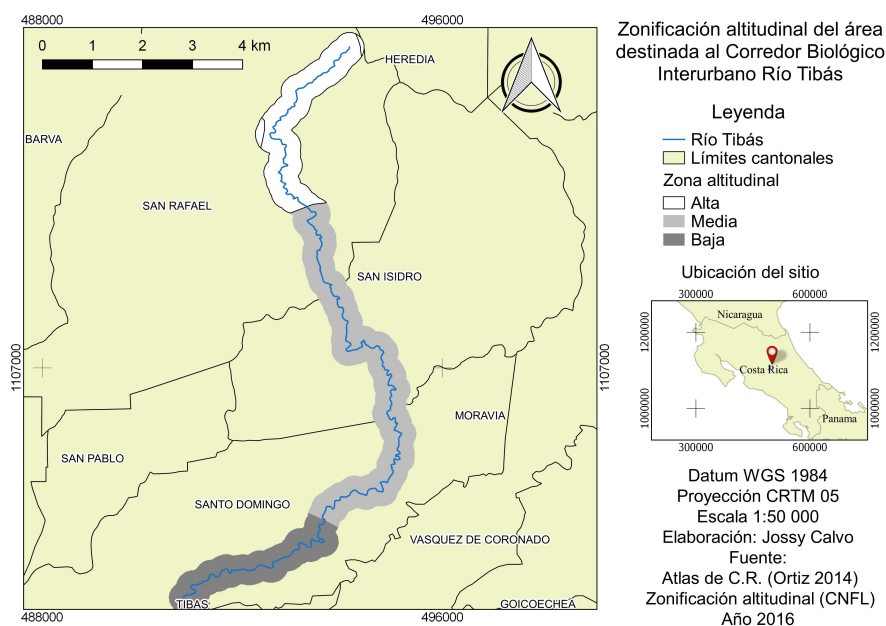 488000
496000
0 1 2 3 4 km
HEREDIA
BARVA
SAN RAFAEL
SAN ISIDRO
1107000
1107000
MORAVIA
SAN PABLO
SANTO DOMINGO
VASQUEZ DE CORONADO
TIBAS
GOICOECHEA
488000
496000
Zonificación altitudinal del área
destinada al Corredor Biológico
Interurbano Río Tibás
Leyenda
Río Tibás
Límites cantonales
Zona altitudinal
Alta
Media
Baja
Ubicación del sitio
300000
600000
1200000
1200000
Nicaragua
Costa Rica
Panama
1000000
1000000
300000
600000
Datum WGS 1984
Proyección CRTM 05
Escala 1:50 000
Elaboración: Jossy Calvo
Fuente:
Atlas de C.R. (Ortiz 2014)
Zonificación altitudinal (CNFL)
Año 2016